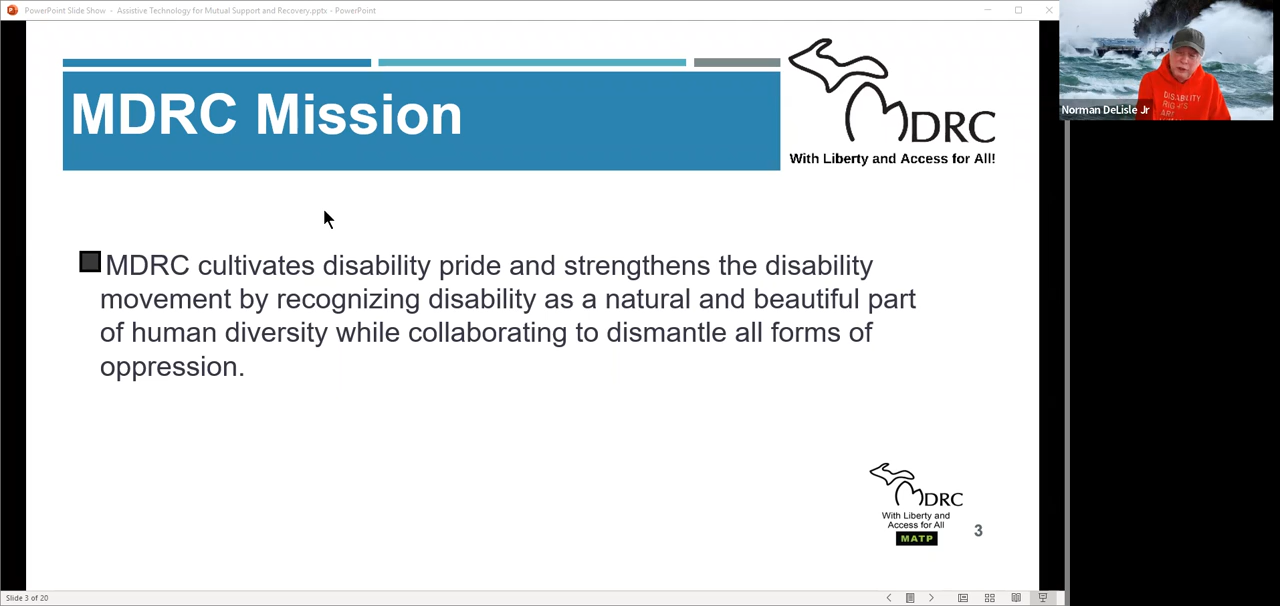 PowerPoint Slide Show - Assistive Technology for Mutual Support and Recovery.pptx - PowerPoint
MDRC Mission
MDRC
With Liberty and Access for All!
Norman DeLisle Jr
DISABILITY
RIGHTS
ARE
MDRC cultivates disability pride and strengthens the disability
movement by recognizing disability as a natural and beautiful part
of human diversity while collaborating to dismantle all forms of
oppression.
MDRC
With Liberty and
Access for All
MATP
3
Slide 3 of 20